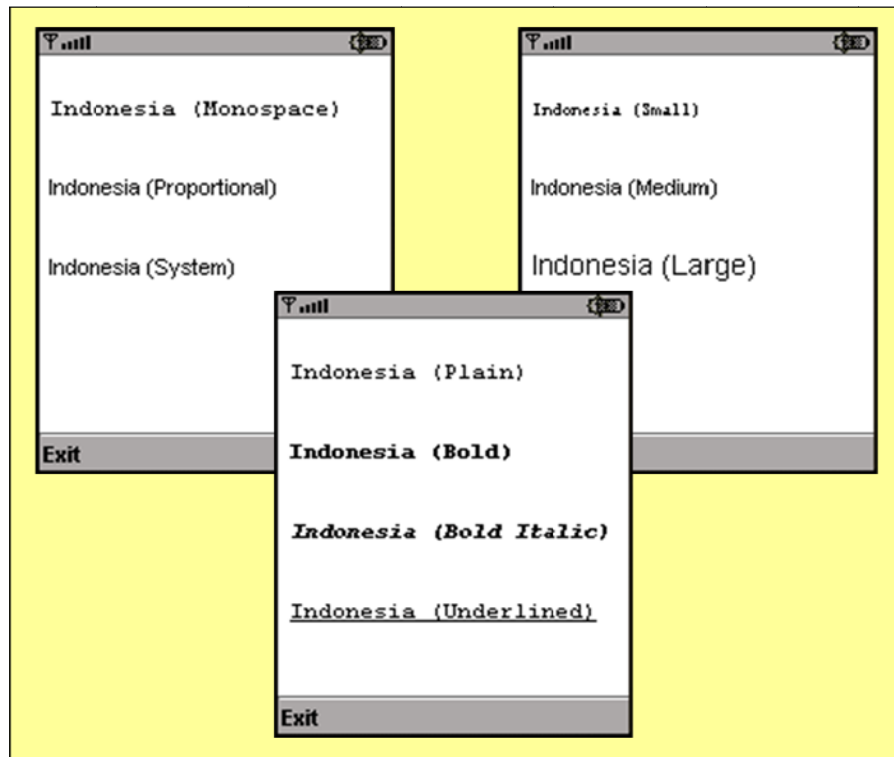 Indonesia (Monospace)
Indonesia (Proportional)
Indonesia (System)
Exit
Indonesia (Small)
Indonesia (Medium)
Indonesia (Large)
Indonesia (Plain)
Indonesia (Bold)
Indonesia (Bold Italic)
Indonesia (Underlined)
Exit